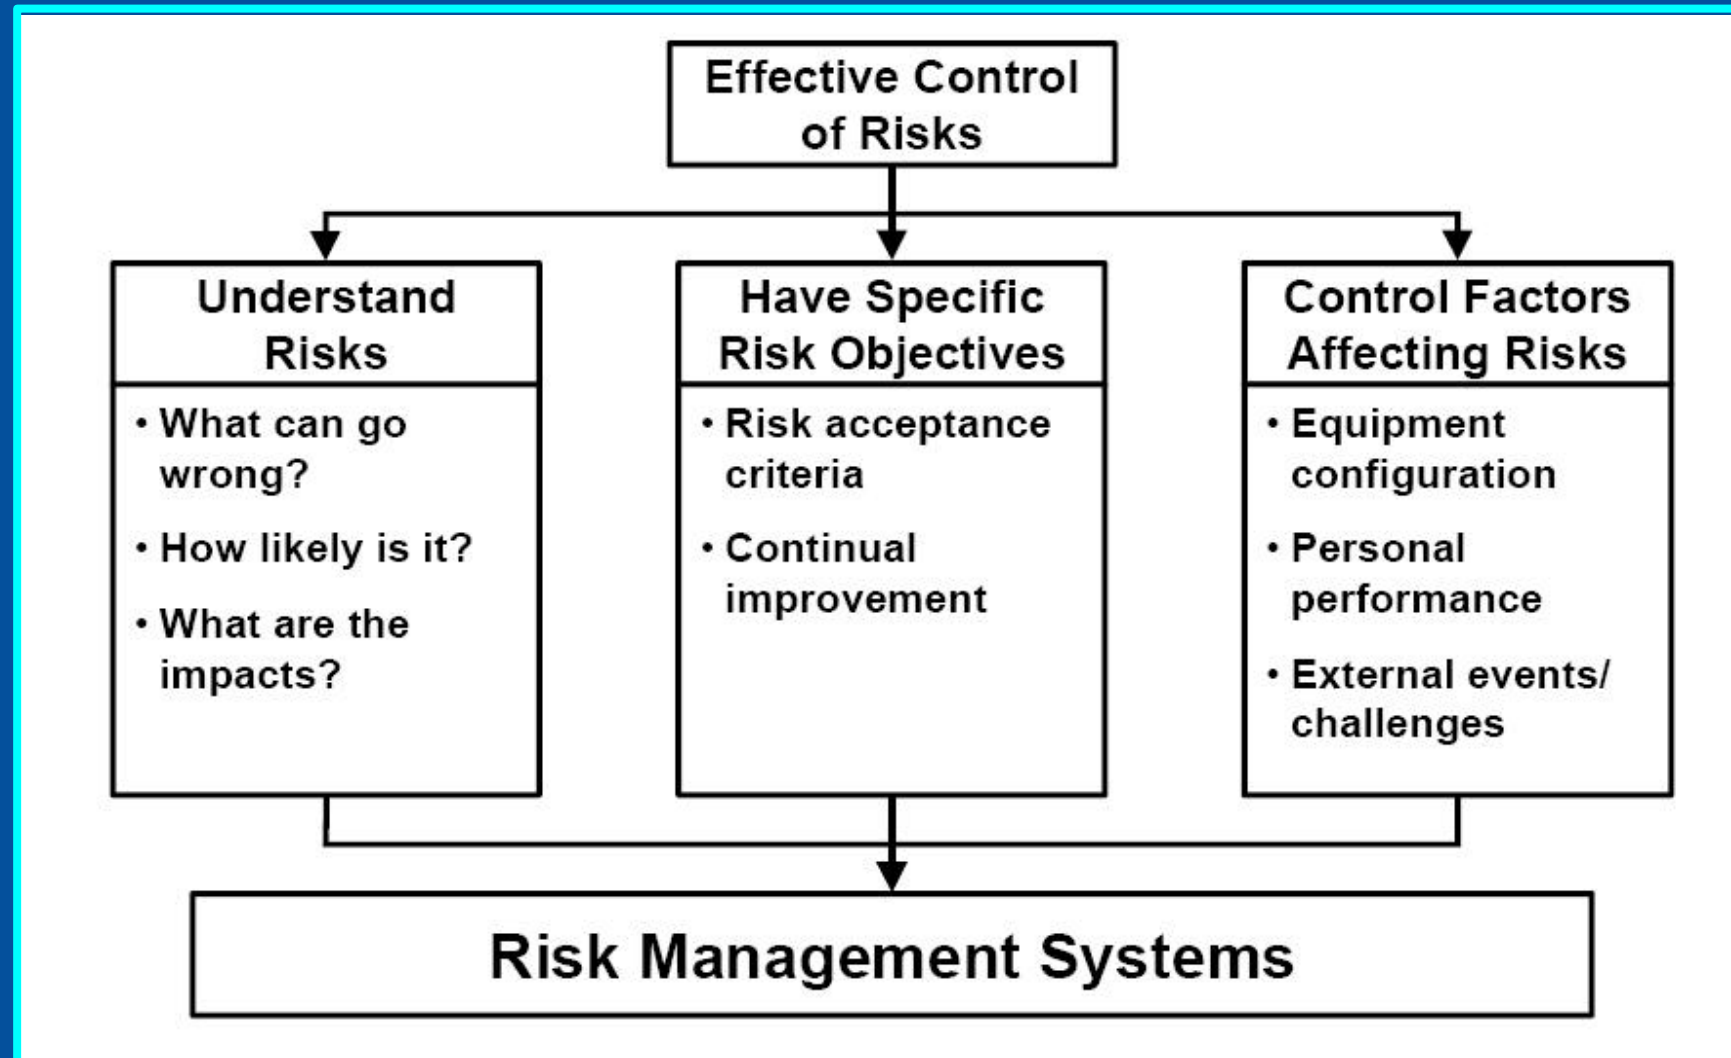 Effective Control
of Risks
Understand
Risks
• What can go
wrong?
• How likely is it?
• What are the
impacts?
Have Specific
Risk Objectives
• Risk acceptance
criteria
• Continual
improvement
Control Factors
Affecting Risks
• Equipment
configuration
• Personal
performance
• External events/
challenges
Risk Management Systems